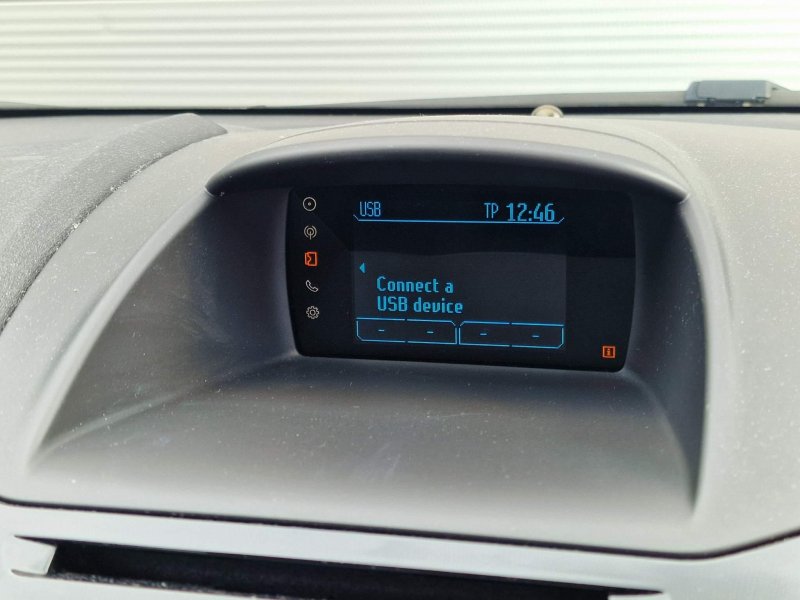 USB TP 12:46
Connect a
USB device
- - - -